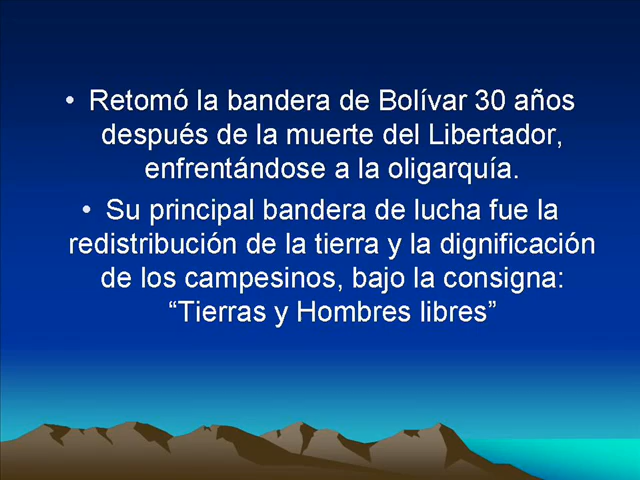 • Retomó la bandera de Bolívar 30 años
después de la muerte del Libertador,
enfrentándose a la oligarquía.
• Su principal bandera de lucha fue la
redistribución de la tierra y la dignificación
de los campesinos, bajo la consigna:
“Tierras y Hombres libres”